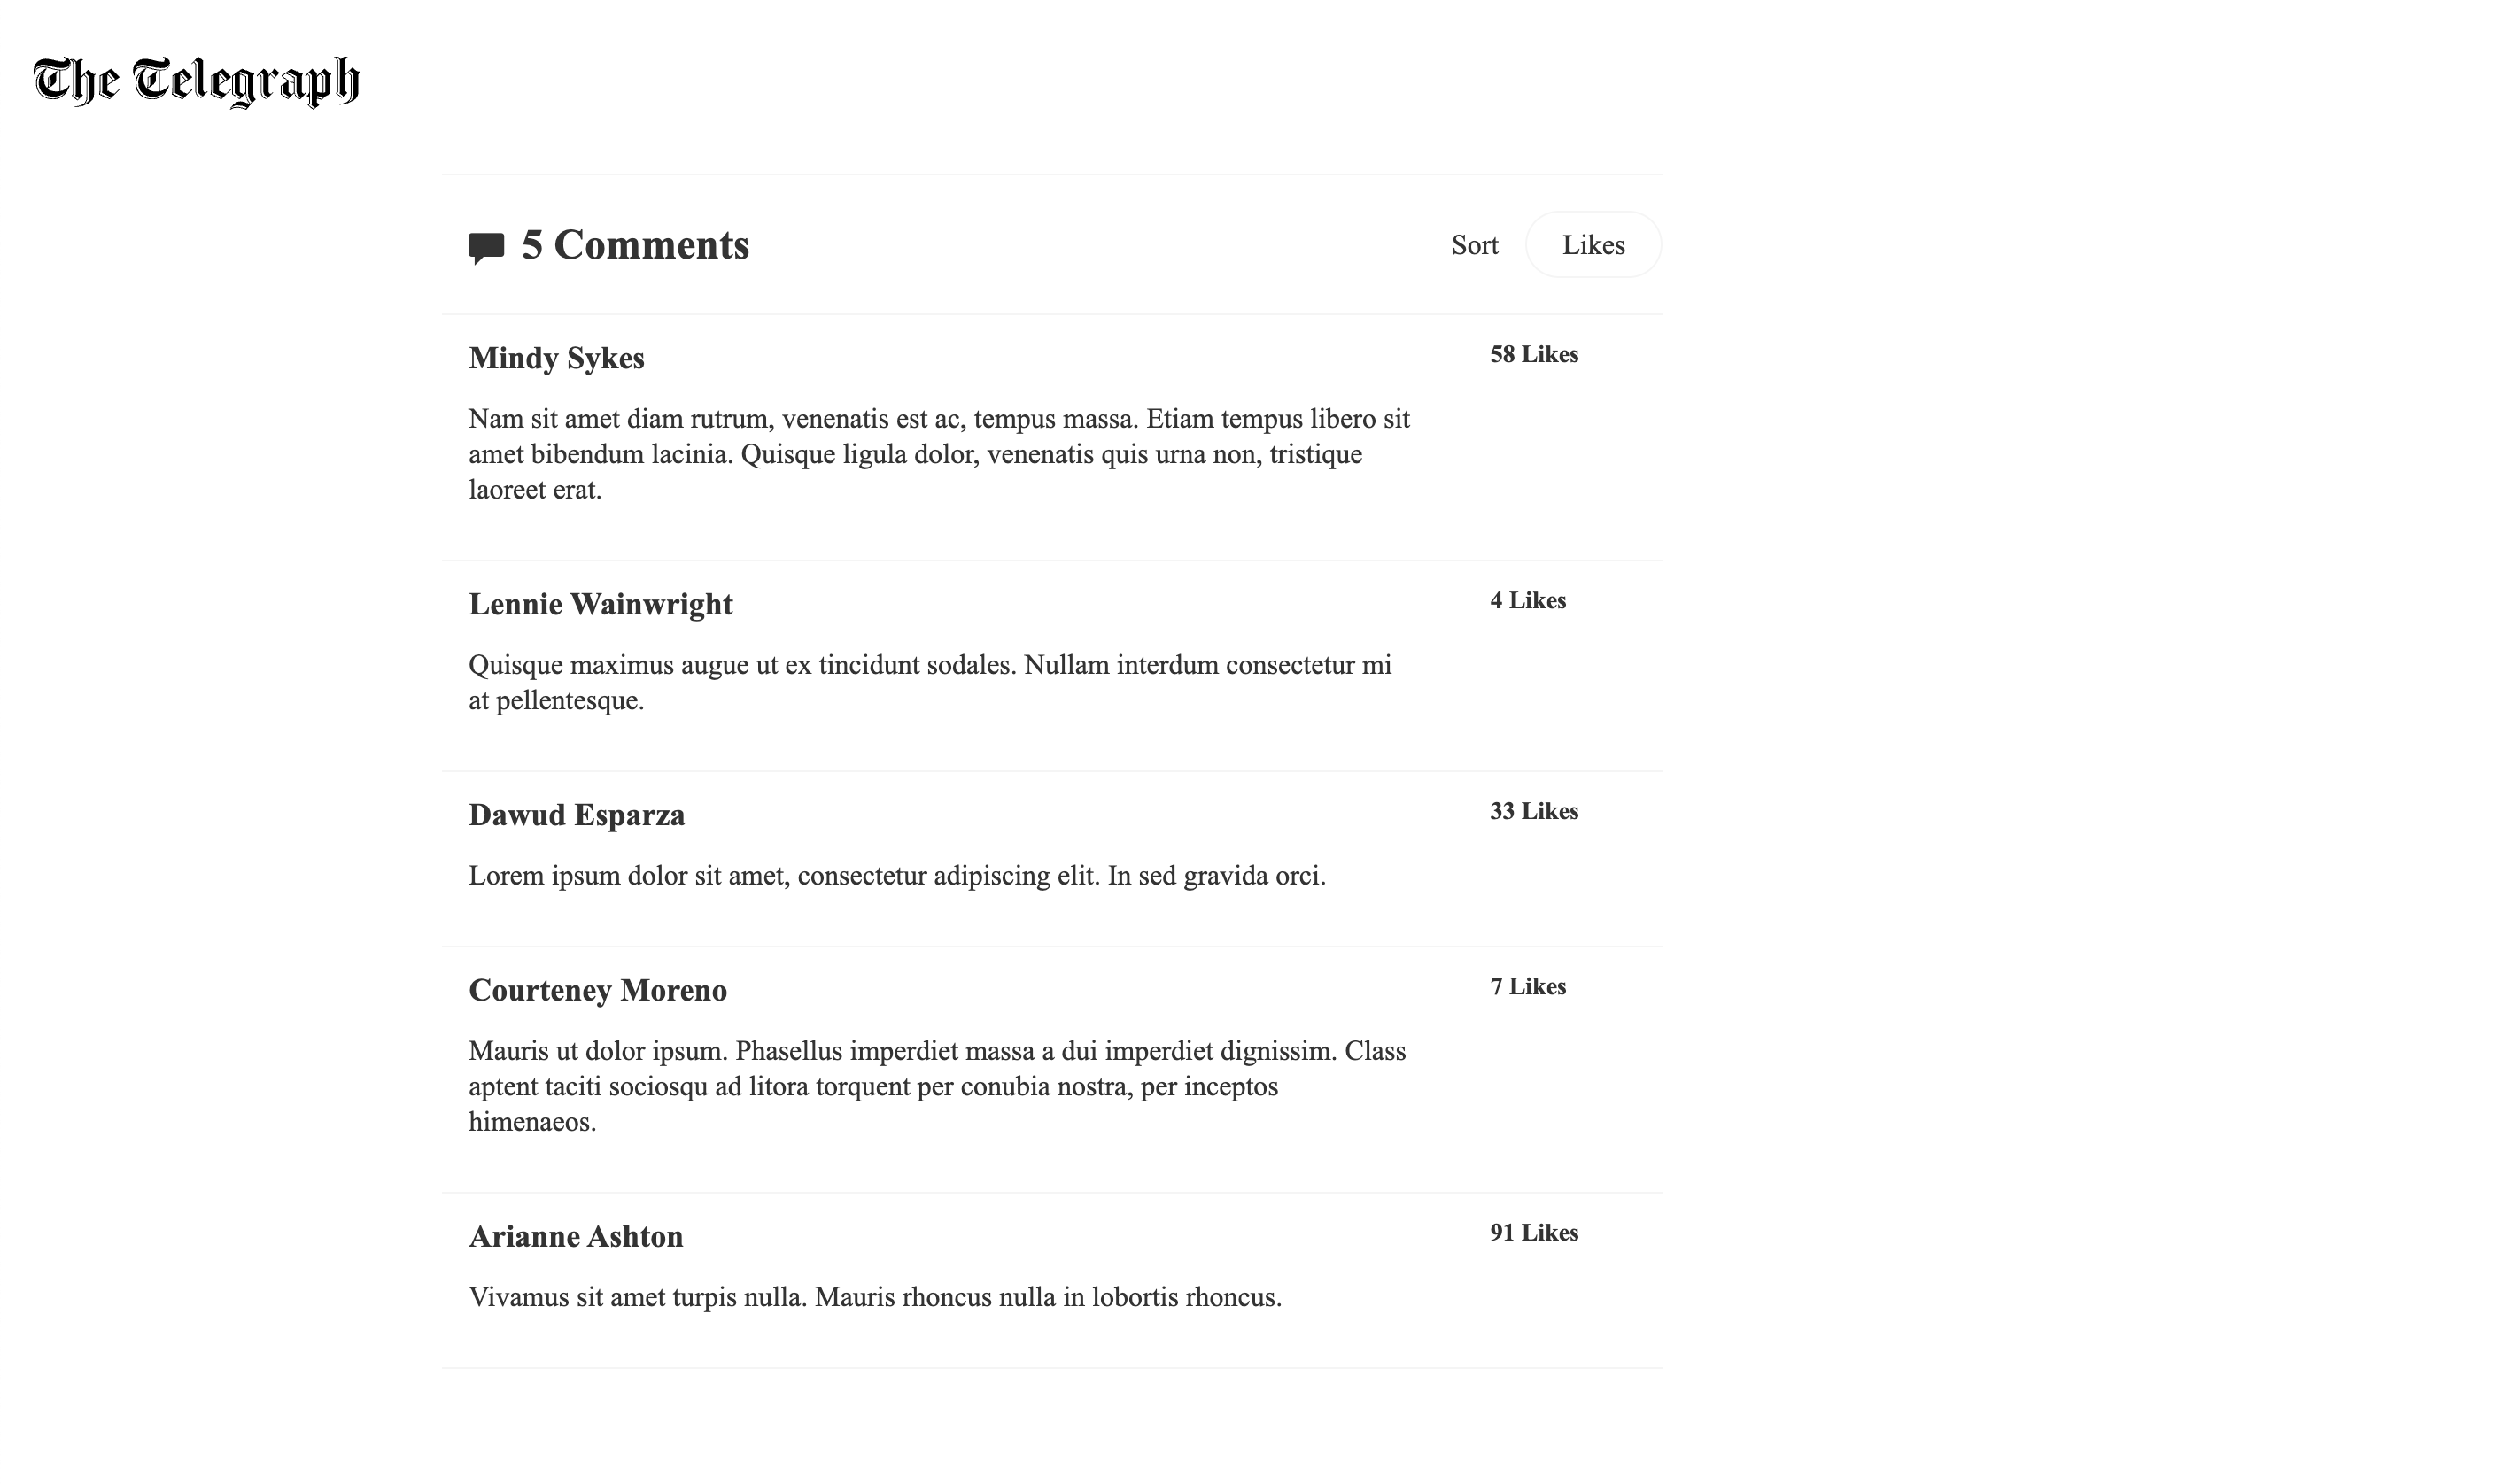 The Telegraph
5 Comments
Sort
Likes
Mindy Sykes
58 Likes
Nam sit amet diam rutrum, venenatis est ac, tempus massa. Etiam tempus libero sit
amet bibendum lacinia. Quisque ligula dolor, venenatis quis urna non, tristique
laoreet erat.
Lennie Wainwright
4 Likes
Quisque maximus augue ut ex tincidunt sodales. Nullam interdum consectetur mi
at pellentesque.
Dawud Esparza
33 Likes
Lorem ipsum dolor sit amet, consectetur adipiscing elit. In sed gravida orci.
Courteney Moreno
7 Likes
Mauris ut dolor ipsum. Phasellus imperdiet massa a dui imperdiet dignissim. Class
aptent taciti sociosqu ad litora torquent per conubia nostra, per inceptos
himenaeos.
Arianne Ashton
91 Likes
Vivamus sit amet turpis nulla. Mauris rhoncus nulla in lobortis rhoncus.